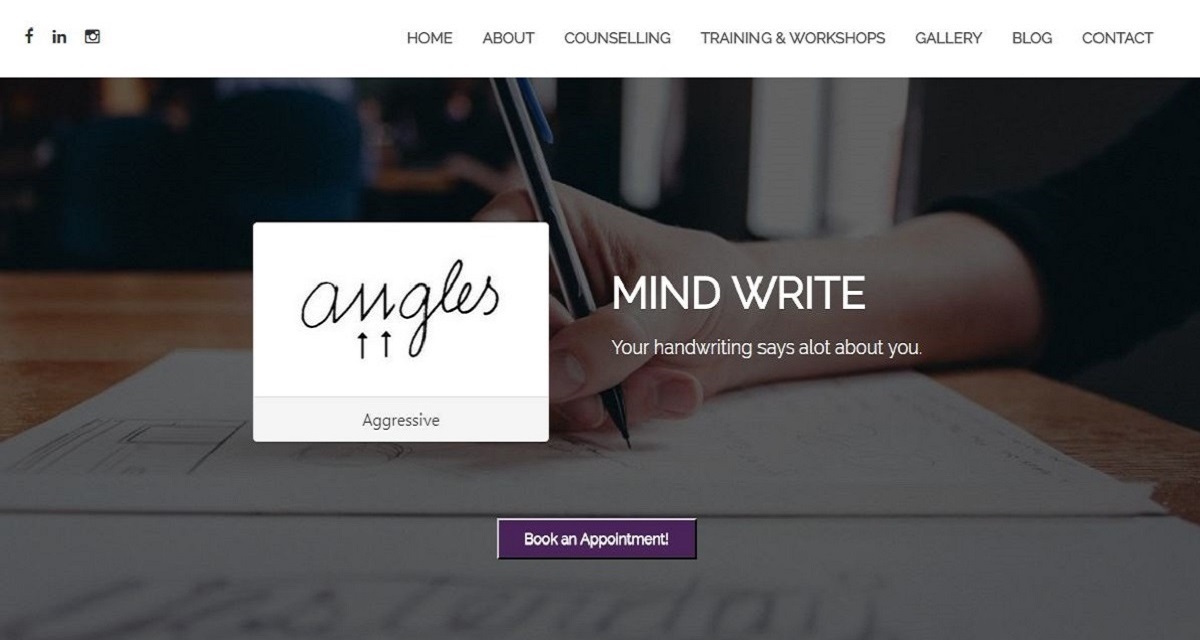 HOME ABOUT COUNSELLING TRAINING & WORKSHOPS GALLERY BLOG CONTACT
angles
Aggressive
MIND WRITE
Your handwriting says alot about you.
Book an Appointment!